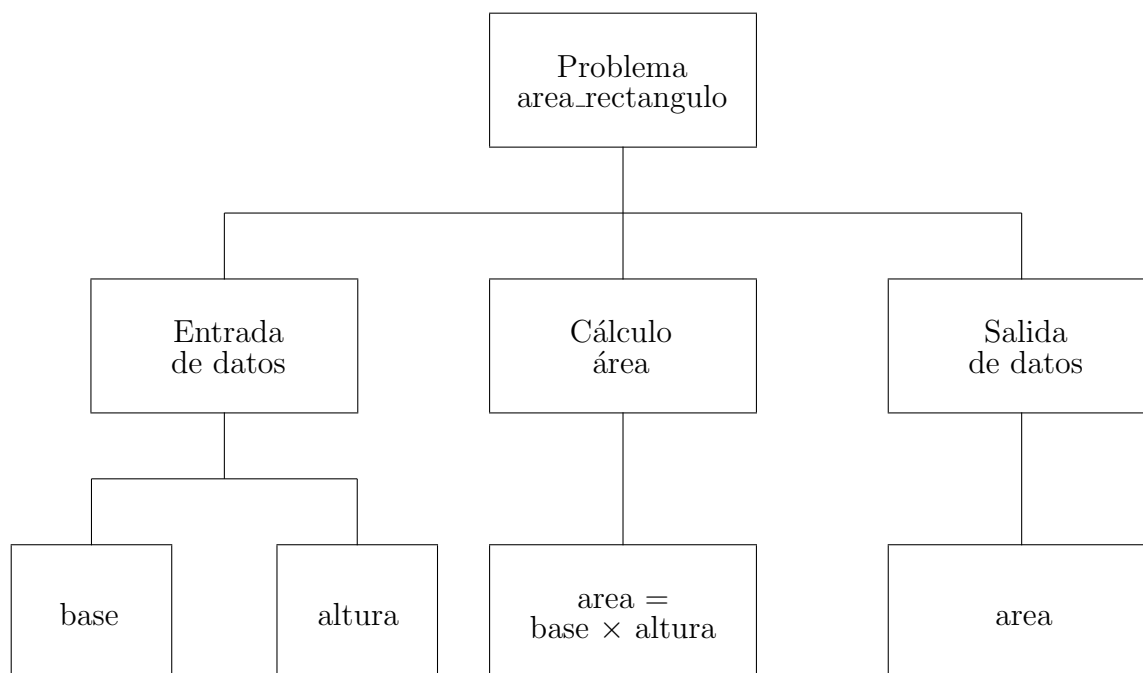 Problema
area_rectangulo
Entrada
de datos
Cálculo
área
Salida
de datos
base
altura
area =
base × altura
area